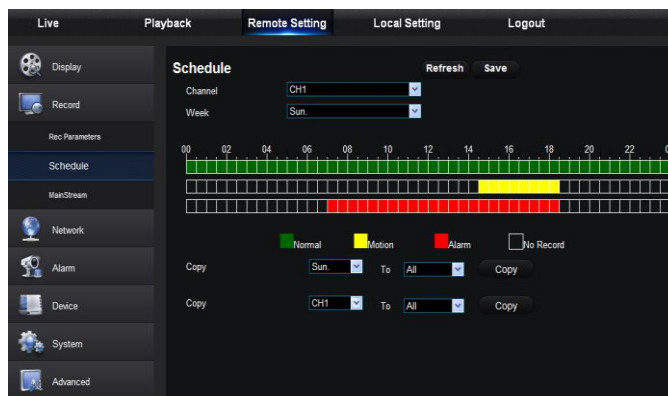 Live Playback Remote Setting Local Setting Logout
Display
Record
Rec Parameters
Schedule
MainStream
Network
Alarm
Device
System
Advanced
Schedule Refresh Save
Channel CH1
Week Sun.
00 02 04 06 08 10 12 14 16 18 20 22
Normal Motion Alarm No Record
Copy Sun. To All Copy
Copy CH1 To All Copy